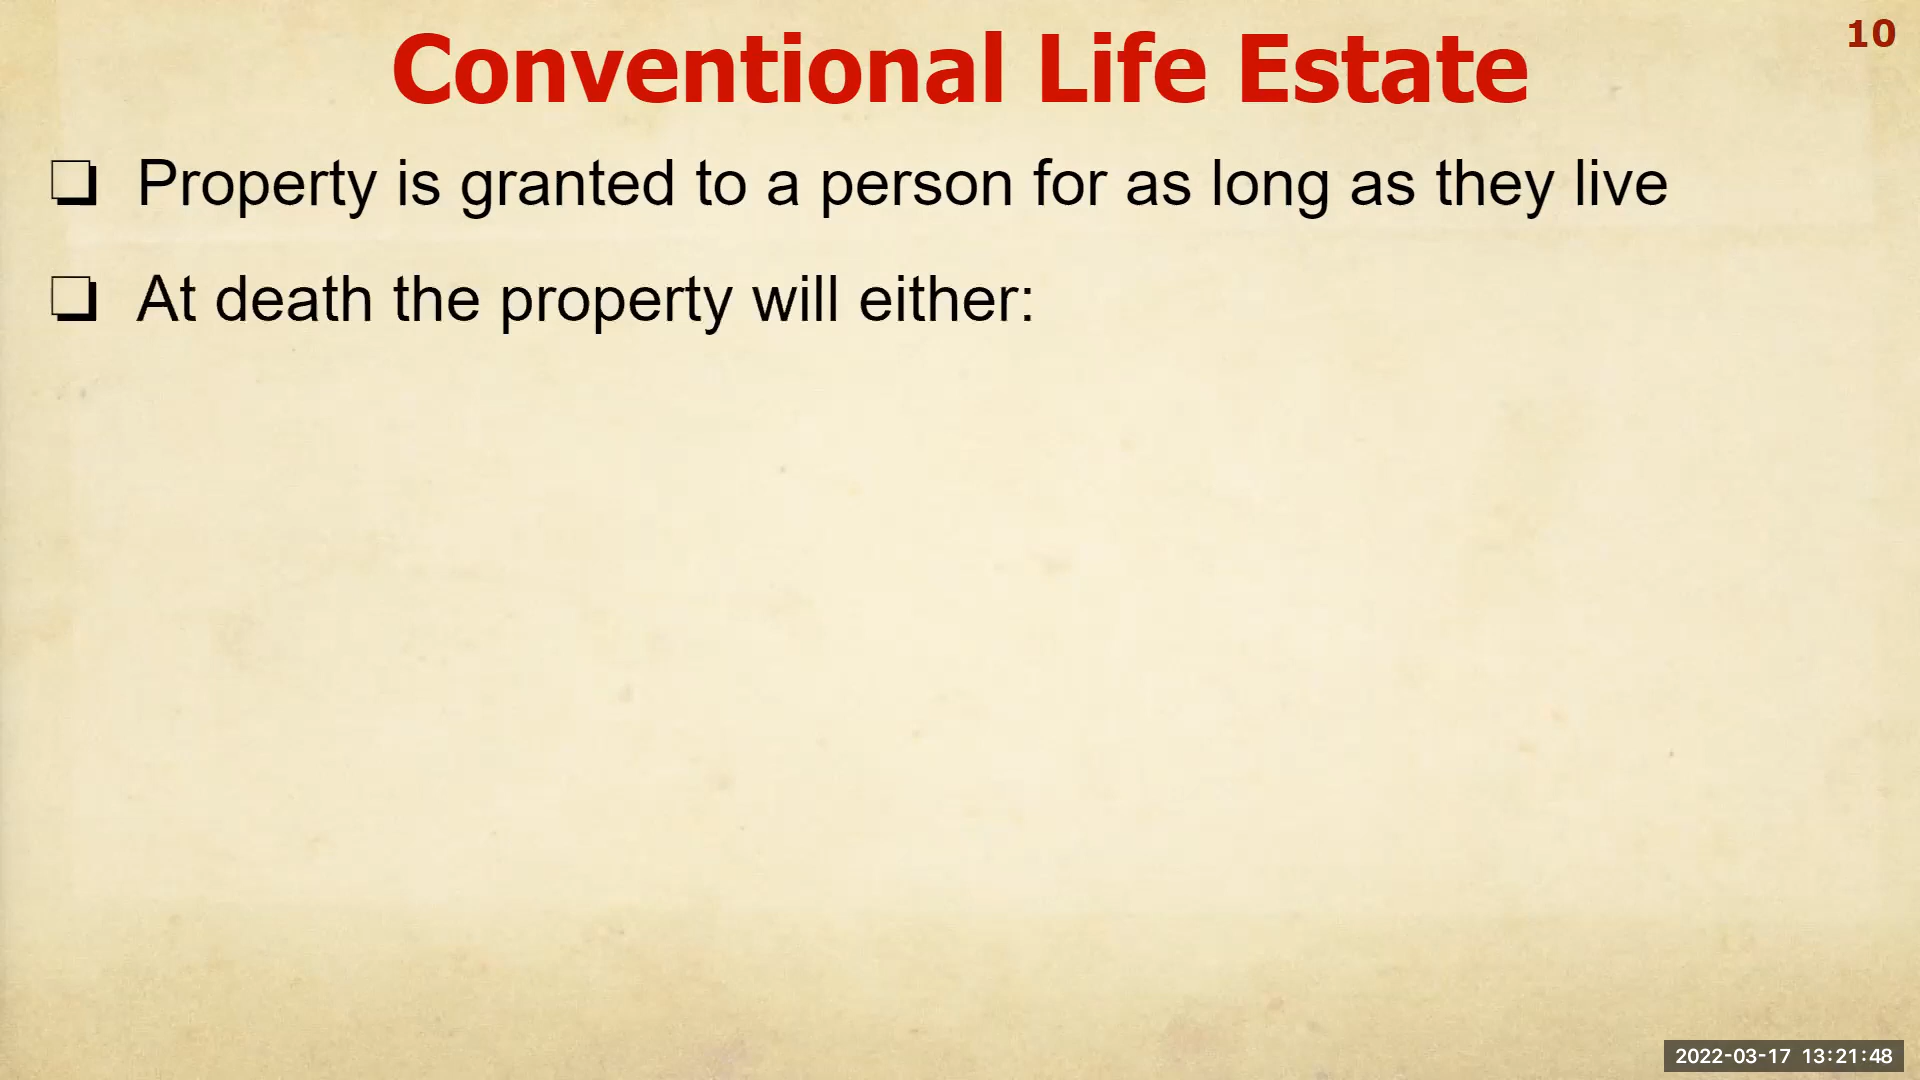 10
Conventional Life Estate
❑ Property is granted to a person for as long as they live
❑ At death the property will either:
2022-03-17 13:21:48